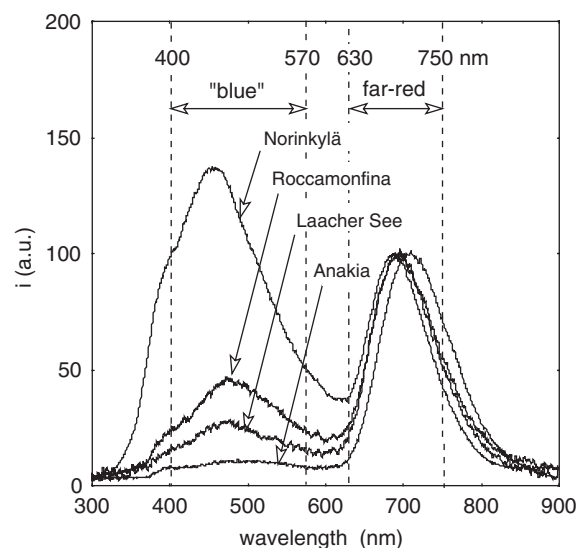 200
400
570
630
750 nm
"blue"
far-red
Norinkylä
150
Roccamonfina
Laacher See
Anakia
100
i (a.u.)
50
0
300
400
500
600
700
800
900
wavelength (nm)